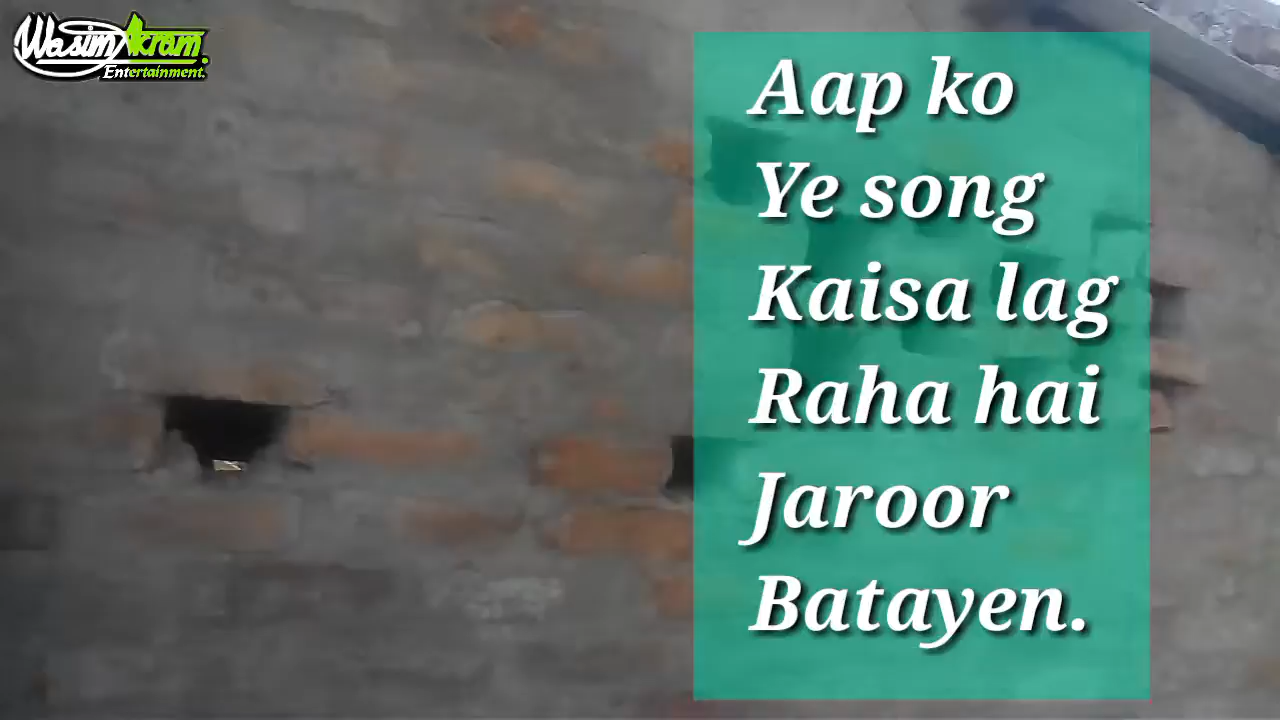 Wasim Akram.
Entertainment.
Aap ko
Ye song
Kaisa lag
Raha hai
Jaroor
Batayen.